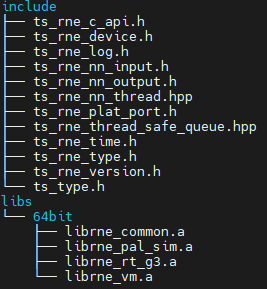 include
├── ts_rne_c_api.h
├── ts_rne_device.h
├── ts_rne_log.h
├── ts_rne_nn_input.h
├── ts_rne_nn_output.h
├── ts_rne_nn_thread.hpp
├── ts_rne_plat_port.h
├── ts_rne_thread_safe_queue.hpp
├── ts_rne_time.h
├── ts_rne_type.h
├── ts_rne_version.h
└── ts_type.h
libs
└── 64bit
    ├── librne_common.a
    ├── librne_pal_sim.a
    ├── librne_rt_g3.a
    └── librne_vm.a